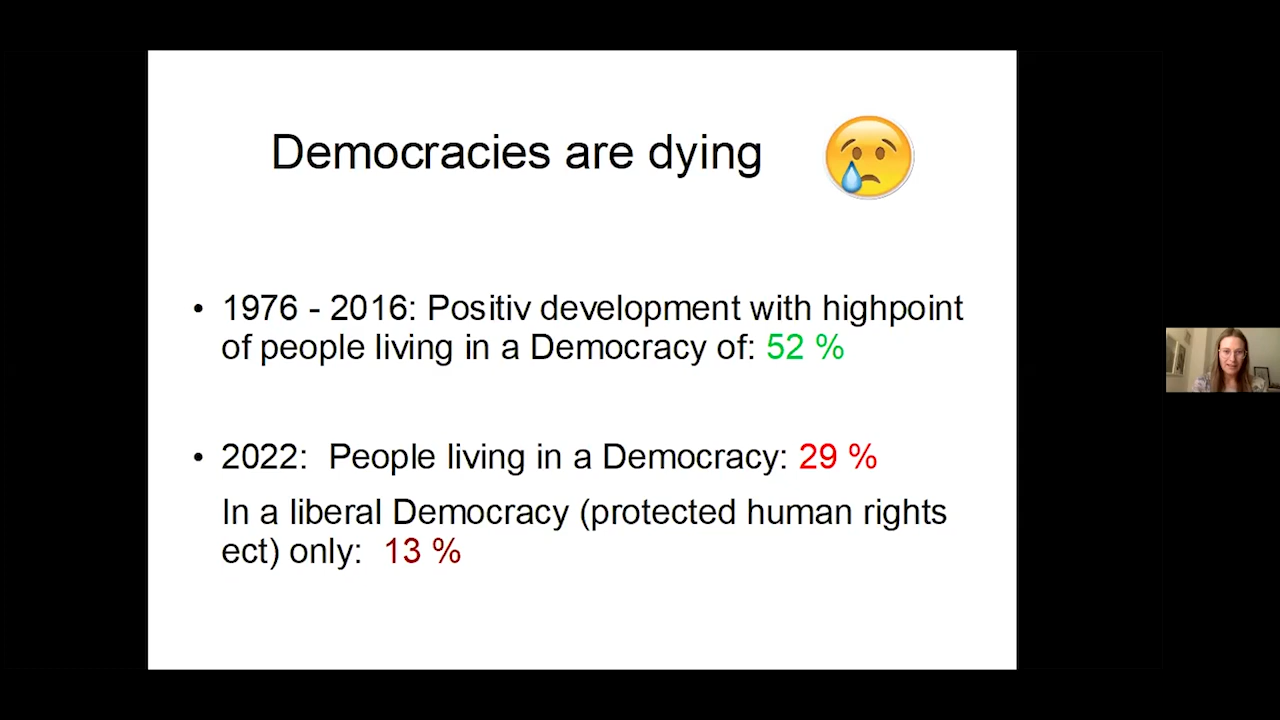 Democracies are dying
• 1976 - 2016: Positiv development with highpoint
of people living in a Democracy of: 52 %
• 2022: People living in a Democracy: 29 %
In a liberal Democracy (protected human rights
ect) only: 13 %